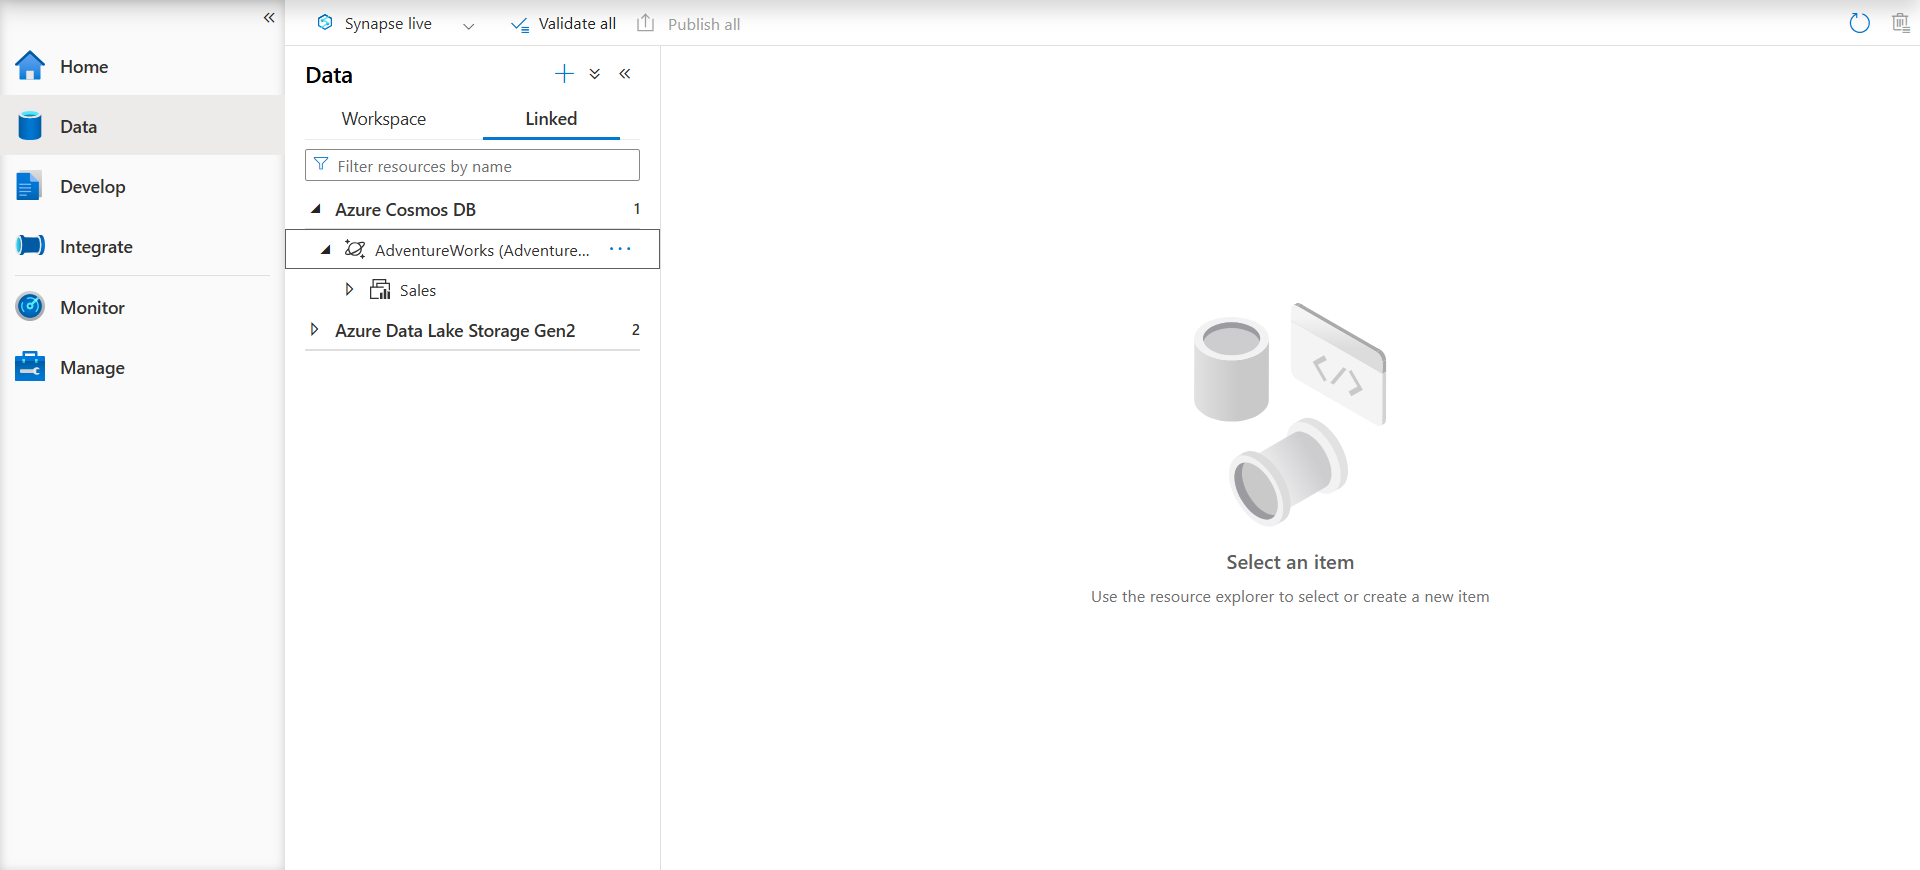 Synapse live
Validate all
Publish all
Home
Data
Develop
Integrate
Monitor
Manage
Data
Workspace
Linked
Filter resources by name
Azure Cosmos DB 1
AdventureWorks (Adventure... ...
Sales
Azure Data Lake Storage Gen2 2
Select an item
Use the resource explorer to select or create a new item